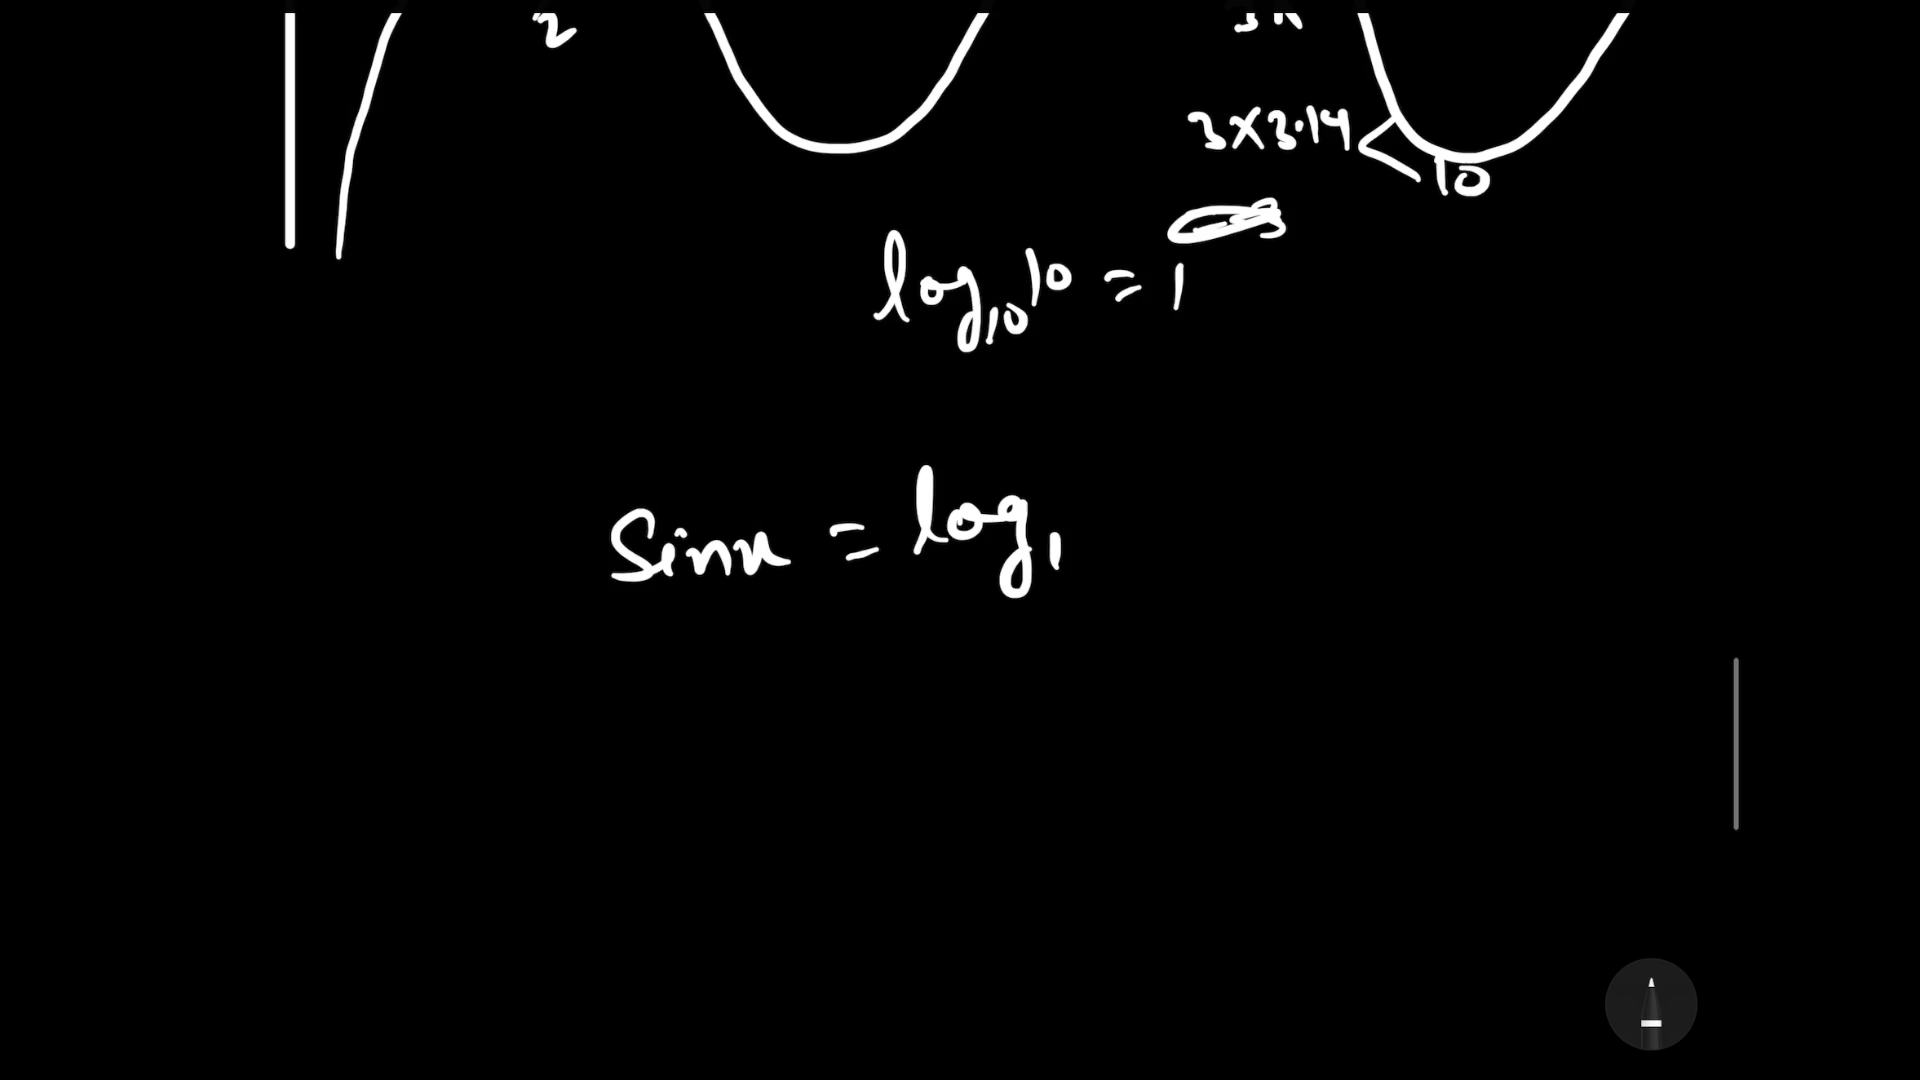 2
3π
3×3.14
10
log₁₀10 = 1
Sinx = log₁